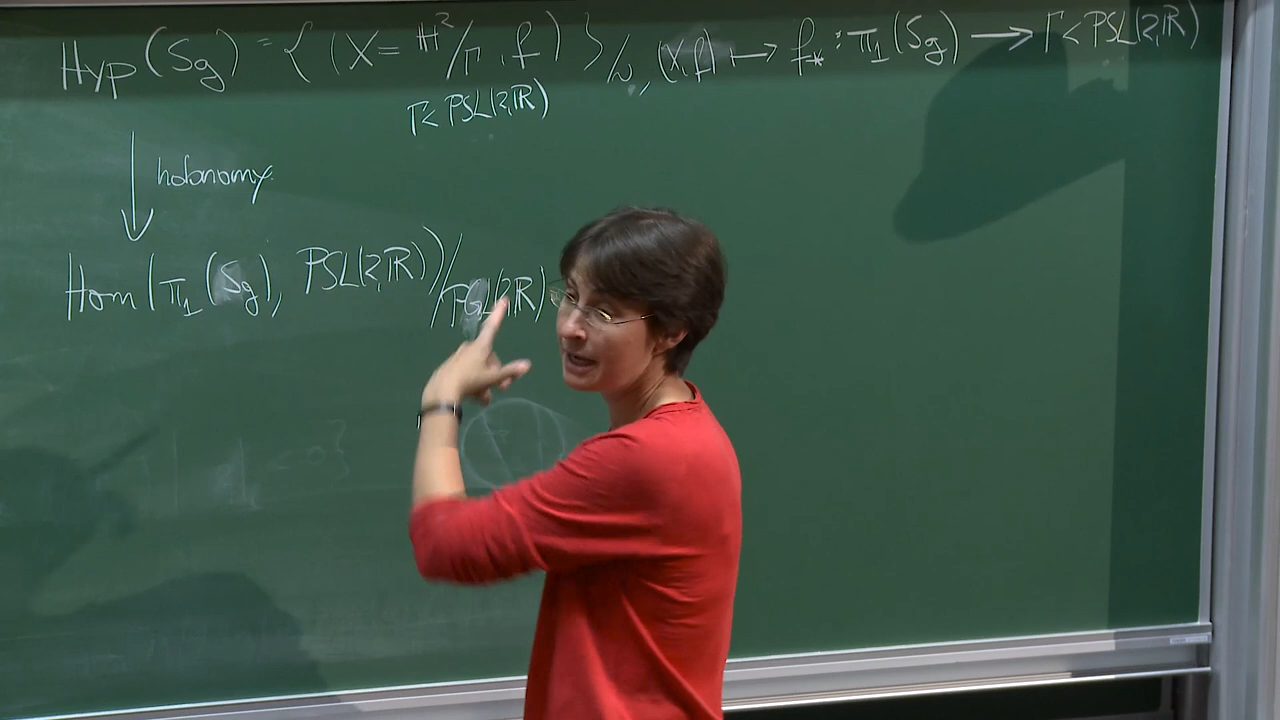 Hyp(Sg) = { (X = ℍ²/Γ, f) }/~, (X,f) ⟼ f_* : π₁(Sg) ⟶ Γ < PSL(2,ℝ)
Γ < PSL(2,ℝ)
↓ holonomy
Hom(π₁(Sg), PSL(2,ℝ))/PGL(2,ℝ)